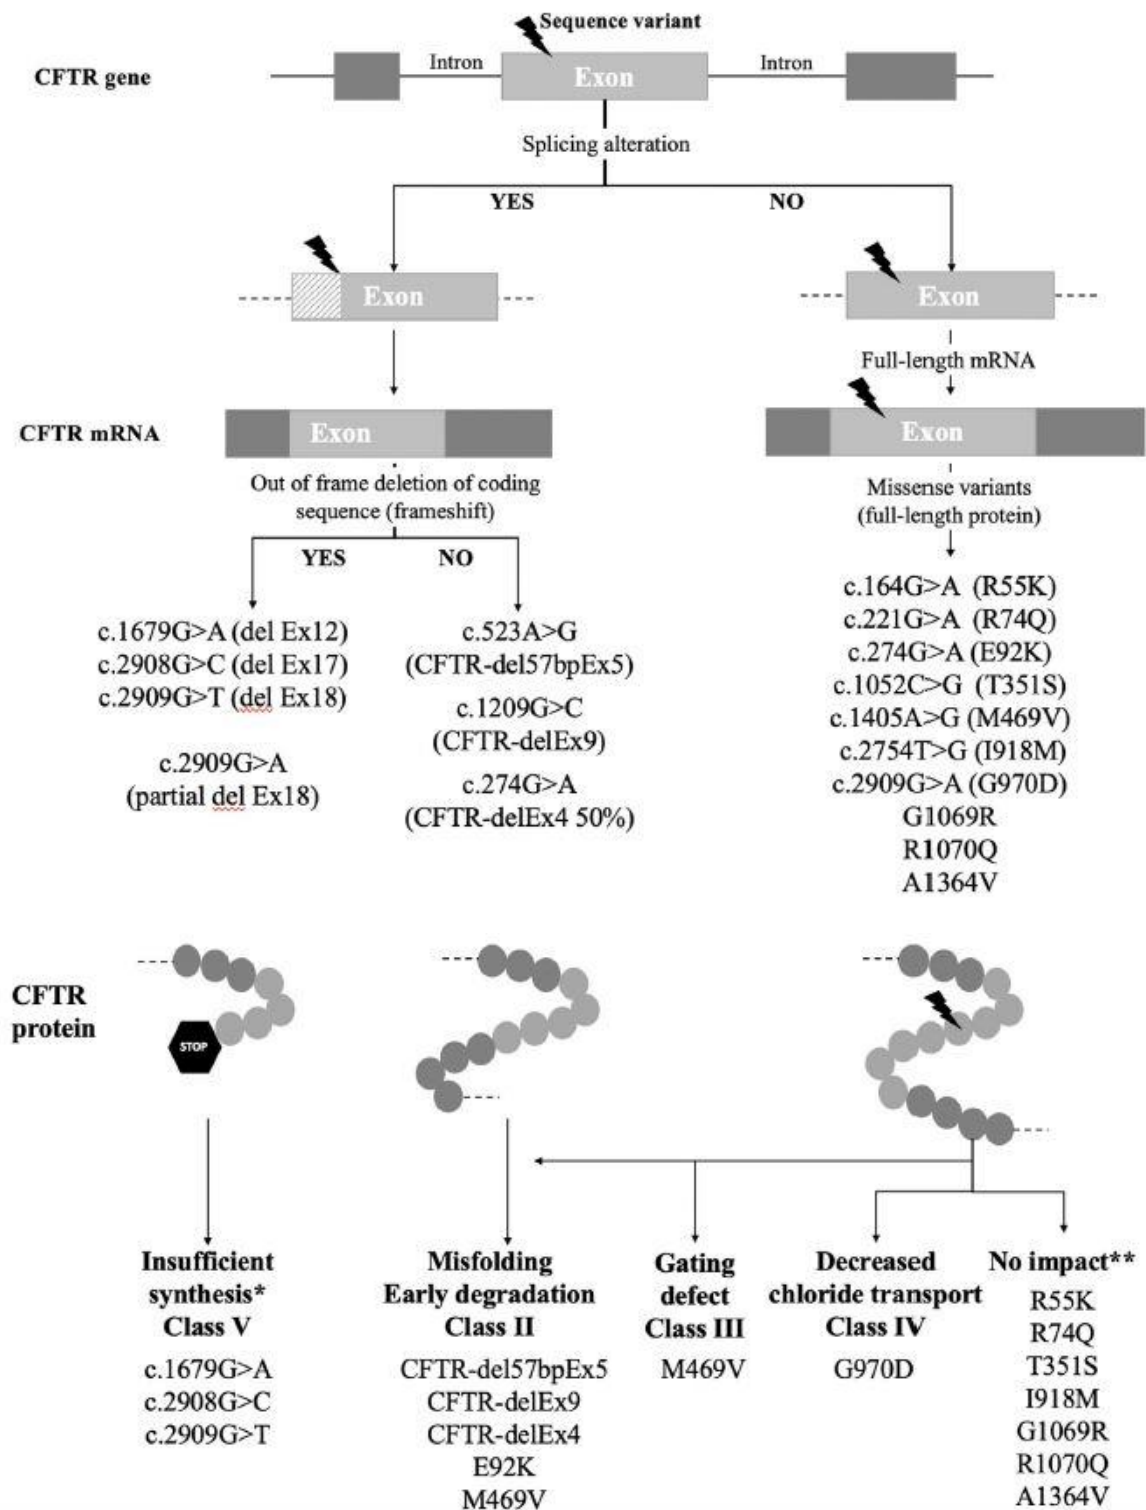 Sequence variant
CFTR gene
Intron
Exon
Intron
Splicing alteration
YES
NO
Exon
Exon
Full-length mRNA
CFTR mRNA
Exon
Exon
Out of frame deletion of coding
sequence (frameshift)
Missense variants
(full-length protein)
YES
NO
c.1679G>A (del Ex12)
c.2908G>C (del Ex17)
c.2909G>T (del Ex18)
c.2909G>A
(partial del Ex18)
c.523A>G
(CFTR-del57bpEx5)
c.1209G>C
(CFTR-delEx9)
c.274G>A
(CFTR-delEx4 50%)
c.164G>A (R55K)
c.221G>A (R74Q)
c.274G>A (E92K)
c.1052C>G (T351S)
c.1405A>G (M469V)
c.2754T>G (I918M)
c.2909G>A (G970D)
G1069R
R1070Q
A1364V
CFTR
protein
STOP
Insufficient
synthesis*
Class V
c.1679G>A
c.2908G>C
c.2909G>T
Misfolding
Early degradation
Class II
CFTR-del57bpEx5
CFTR-delEx9
CFTR-delEx4
E92K
M469V
Gating
defect
Class III
M469V
Decreased
chloride transport
Class IV
G970D
No impact**
R55K
R74Q
T351S
I918M
G1069R
R1070Q
A1364V